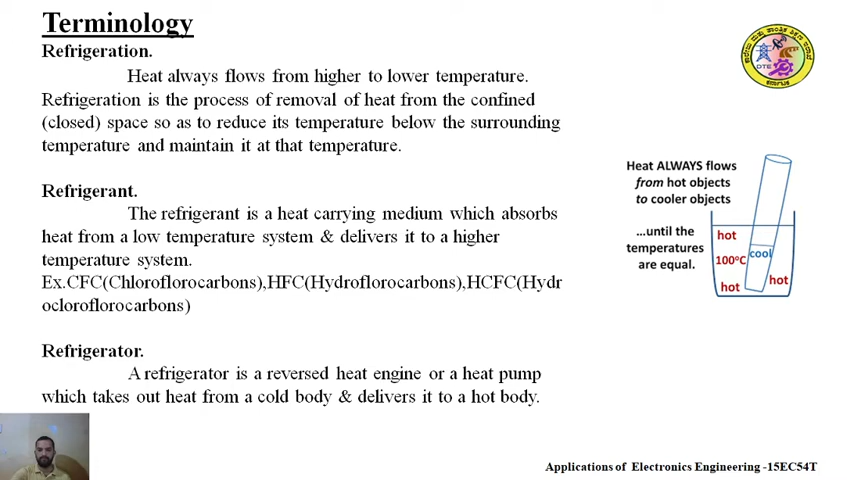 Terminology
Refrigeration.
Heat always flows from higher to lower temperature.
Refrigeration is the process of removal of heat from the confined
(closed) space so as to reduce its temperature below the surrounding
temperature and maintain it at that temperature.
Refrigerant.
The refrigerant is a heat carrying medium which absorbs
heat from a low temperature system & delivers it to a higher
temperature system.
Ex.CFC(Chloroflorocarbons),HFC(Hydroflorocarbons),HCFC(Hydr
ocloroflorocarbons)
Refrigerator.
A refrigerator is a reversed heat engine or a heat pump
which takes out heat from a cold body & delivers it to a hot body.
DTE
Heat ALWAYS flows
from hot objects
to cooler objects
...until the
temperatures
are equal.
hot
cool
100°C
hot
hot
Applications of Electronics Engineering -15EC54T